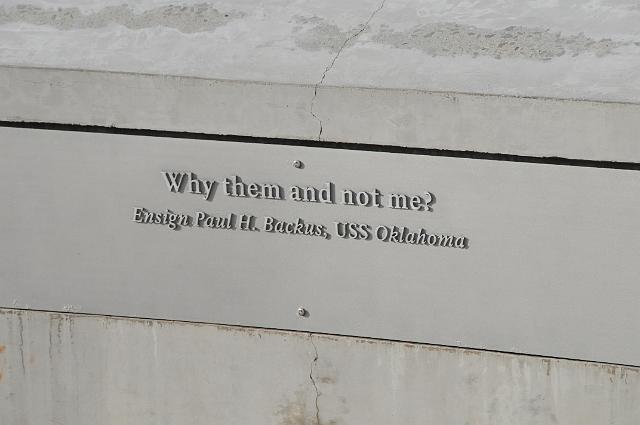 Why them and not me?
Ensign Paul H. Backus, USS Oklahoma